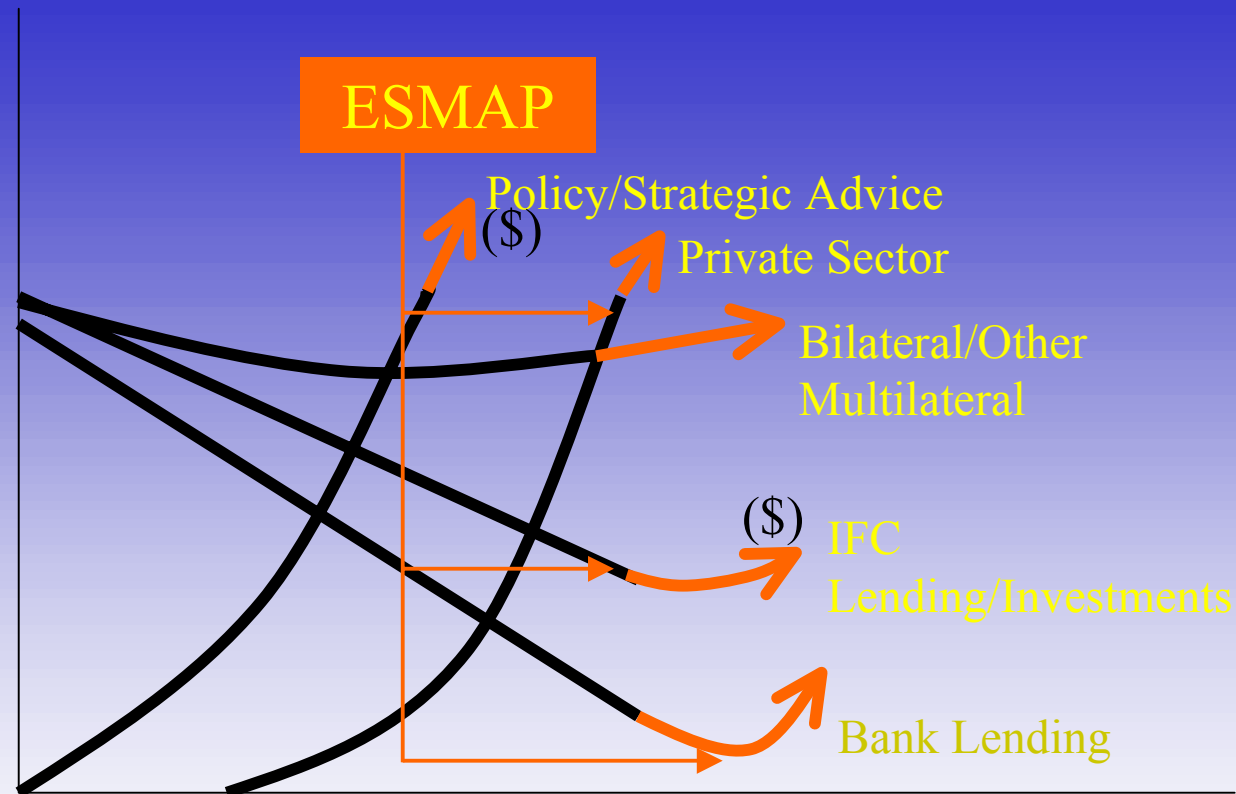 ESMAP
Policy/Strategic Advice
($)
Private Sector
Bilateral/Other
Multilateral
($)
IFC
Lending/Investments
Bank Lending